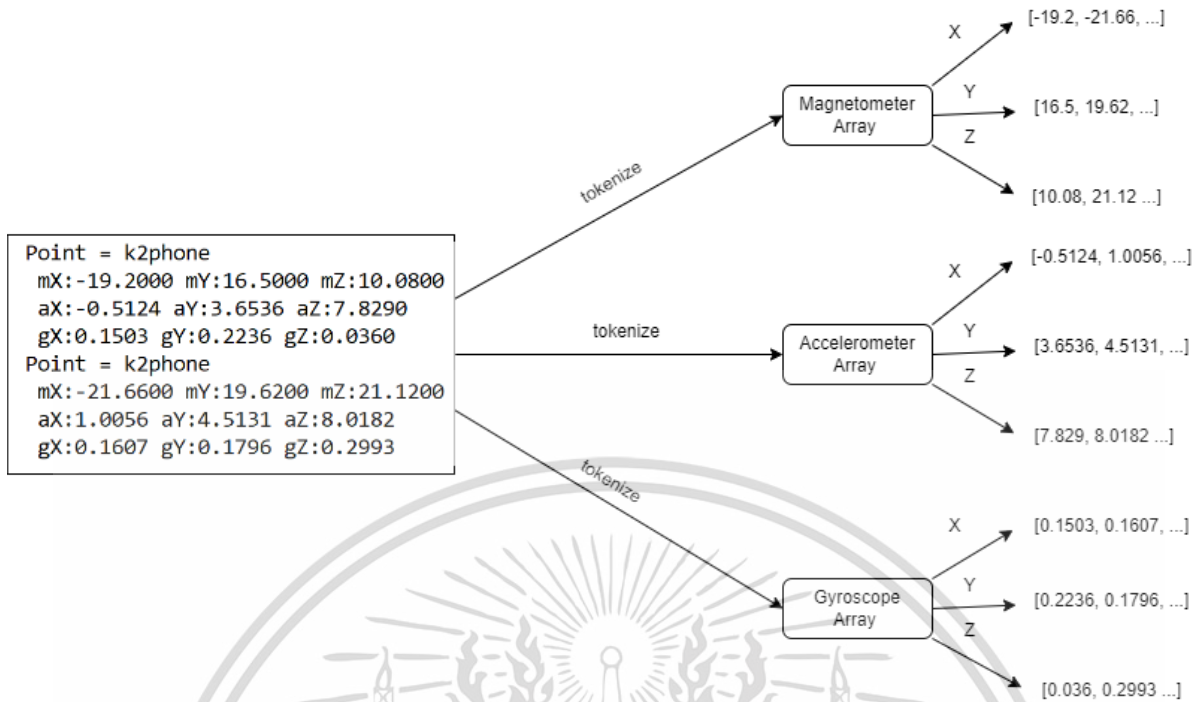 Point = k2phone
mX:-19.2000 mY:16.5000 mZ:10.0800
aX:-0.5124 aY:3.6536 aZ:7.8290
gX:0.1503 gY:0.2236 gZ:0.0360
Point = k2phone
mX:-21.6600 mY:19.6200 mZ:21.1200
aX:1.0056 aY:4.5131 aZ:8.0182
gX:0.1607 gY:0.1796 gZ:0.2993
tokenize
Magnetometer
Array
X
[-19.2, -21.66, ...]
Y
[16.5, 19.62, ...]
Z
[10.08, 21.12 ...]
tokenize
Accelerometer
Array
X
[-0.5124, 1.0056, ...]
Y
[3.6536, 4.5131, ...]
Z
[7.829, 8.0182 ...]
tokenize
Gyroscope
Array
X
[0.1503, 0.1607, ...]
Y
[0.2236, 0.1796, ...]
Z
[0.036, 0.2993 ...]